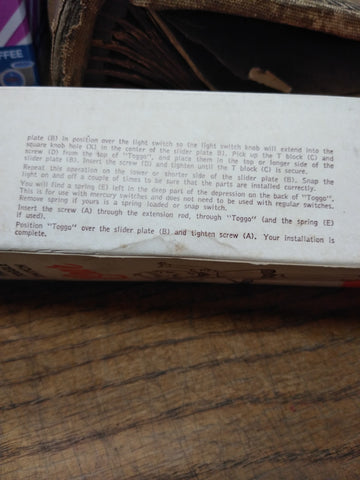 FFEE
plate (B) in position over the light switch so the light switch knob will extend into the
square knob hole (X) in the center of the slider plate B). Pick up the T block (C) and
screw (D) from the top of "Toggo", and place them in the top or longer side of the
slider plate (B). Insert the screw (D) and tighten until the T block (C) is secure.
Repeat this operation on the lower or shorter side of the slider plate (B). Snap the
light on and off a couple of times to be sure that the parts are installed correctly.
You will find a spring (E) left in the deep part of the depression on the back of "Toggo".
This is for use with mercury switches and does not need to be used with regular switches.
Remove spring if yours is a spring loaded or snap switch.
Insert the screw (A) through the extension rod, through "Toggo" (and the spring (E)
if used).
Position "Toggo" over the slider plate (B) and tighten screw (A). Your installation is
complete.